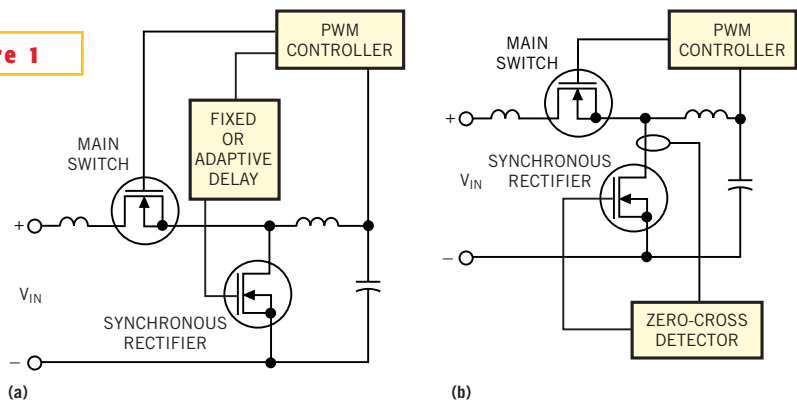 re 1
PWM
CONTROLLER
FIXED
OR
ADAPTIVE
DELAY
MAIN
SWITCH
+
VIN
SYNCHRONOUS
RECTIFIER
–
(a)
PWM
CONTROLLER
MAIN
SWITCH
+
SYNCHRONOUS
RECTIFIER
VIN
–
ZERO-CROSS
DETECTOR
(b)